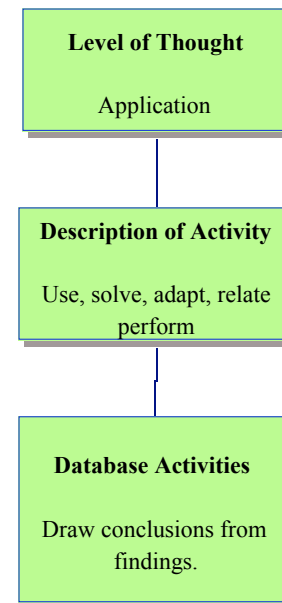 Level of Thought
Application
Description of Activity
Use, solve, adapt, relate
perform
Database Activities
Draw conclusions from
findings.